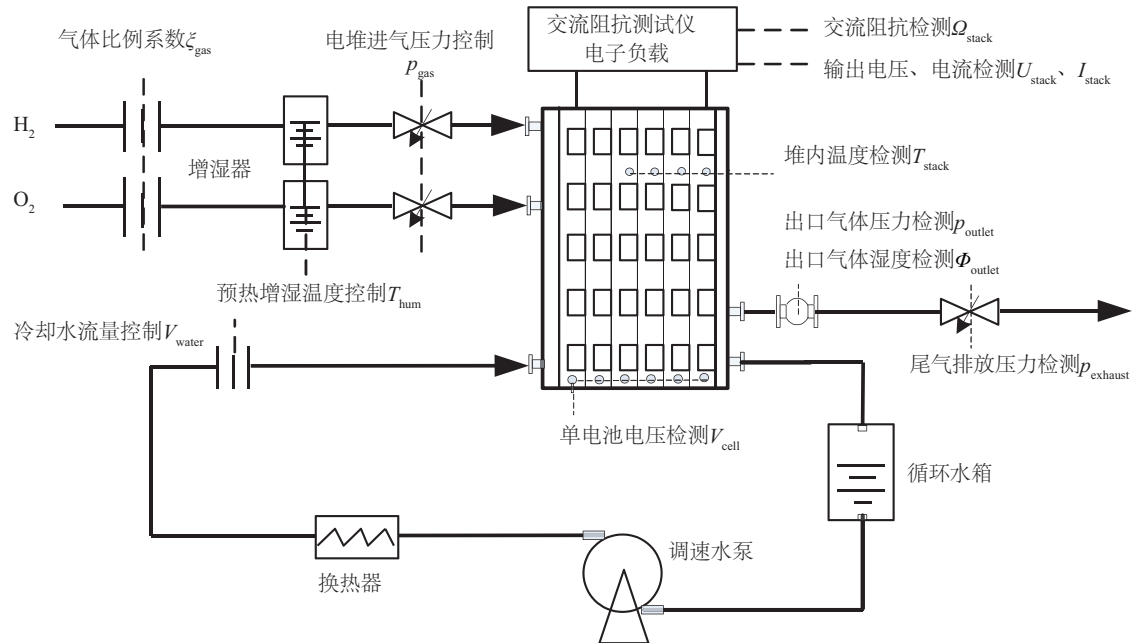 气体比例系数ξgas
电堆进气压力控制
pgas
交流阻抗测试仪
电子负载
交流阻抗检测Ωstack
输出电压、电流检测Ustack、Istack
H2
增湿器
O2
堆内温度检测Tstack
出口气体压力检测poutlet
出口气体湿度检测Φoutlet
预热增湿温度控制Thum
冷却水流量控制Vwater
尾气排放压力检测pexhaust
单电池电压检测Vcell
循环水箱
调速水泵
换热器